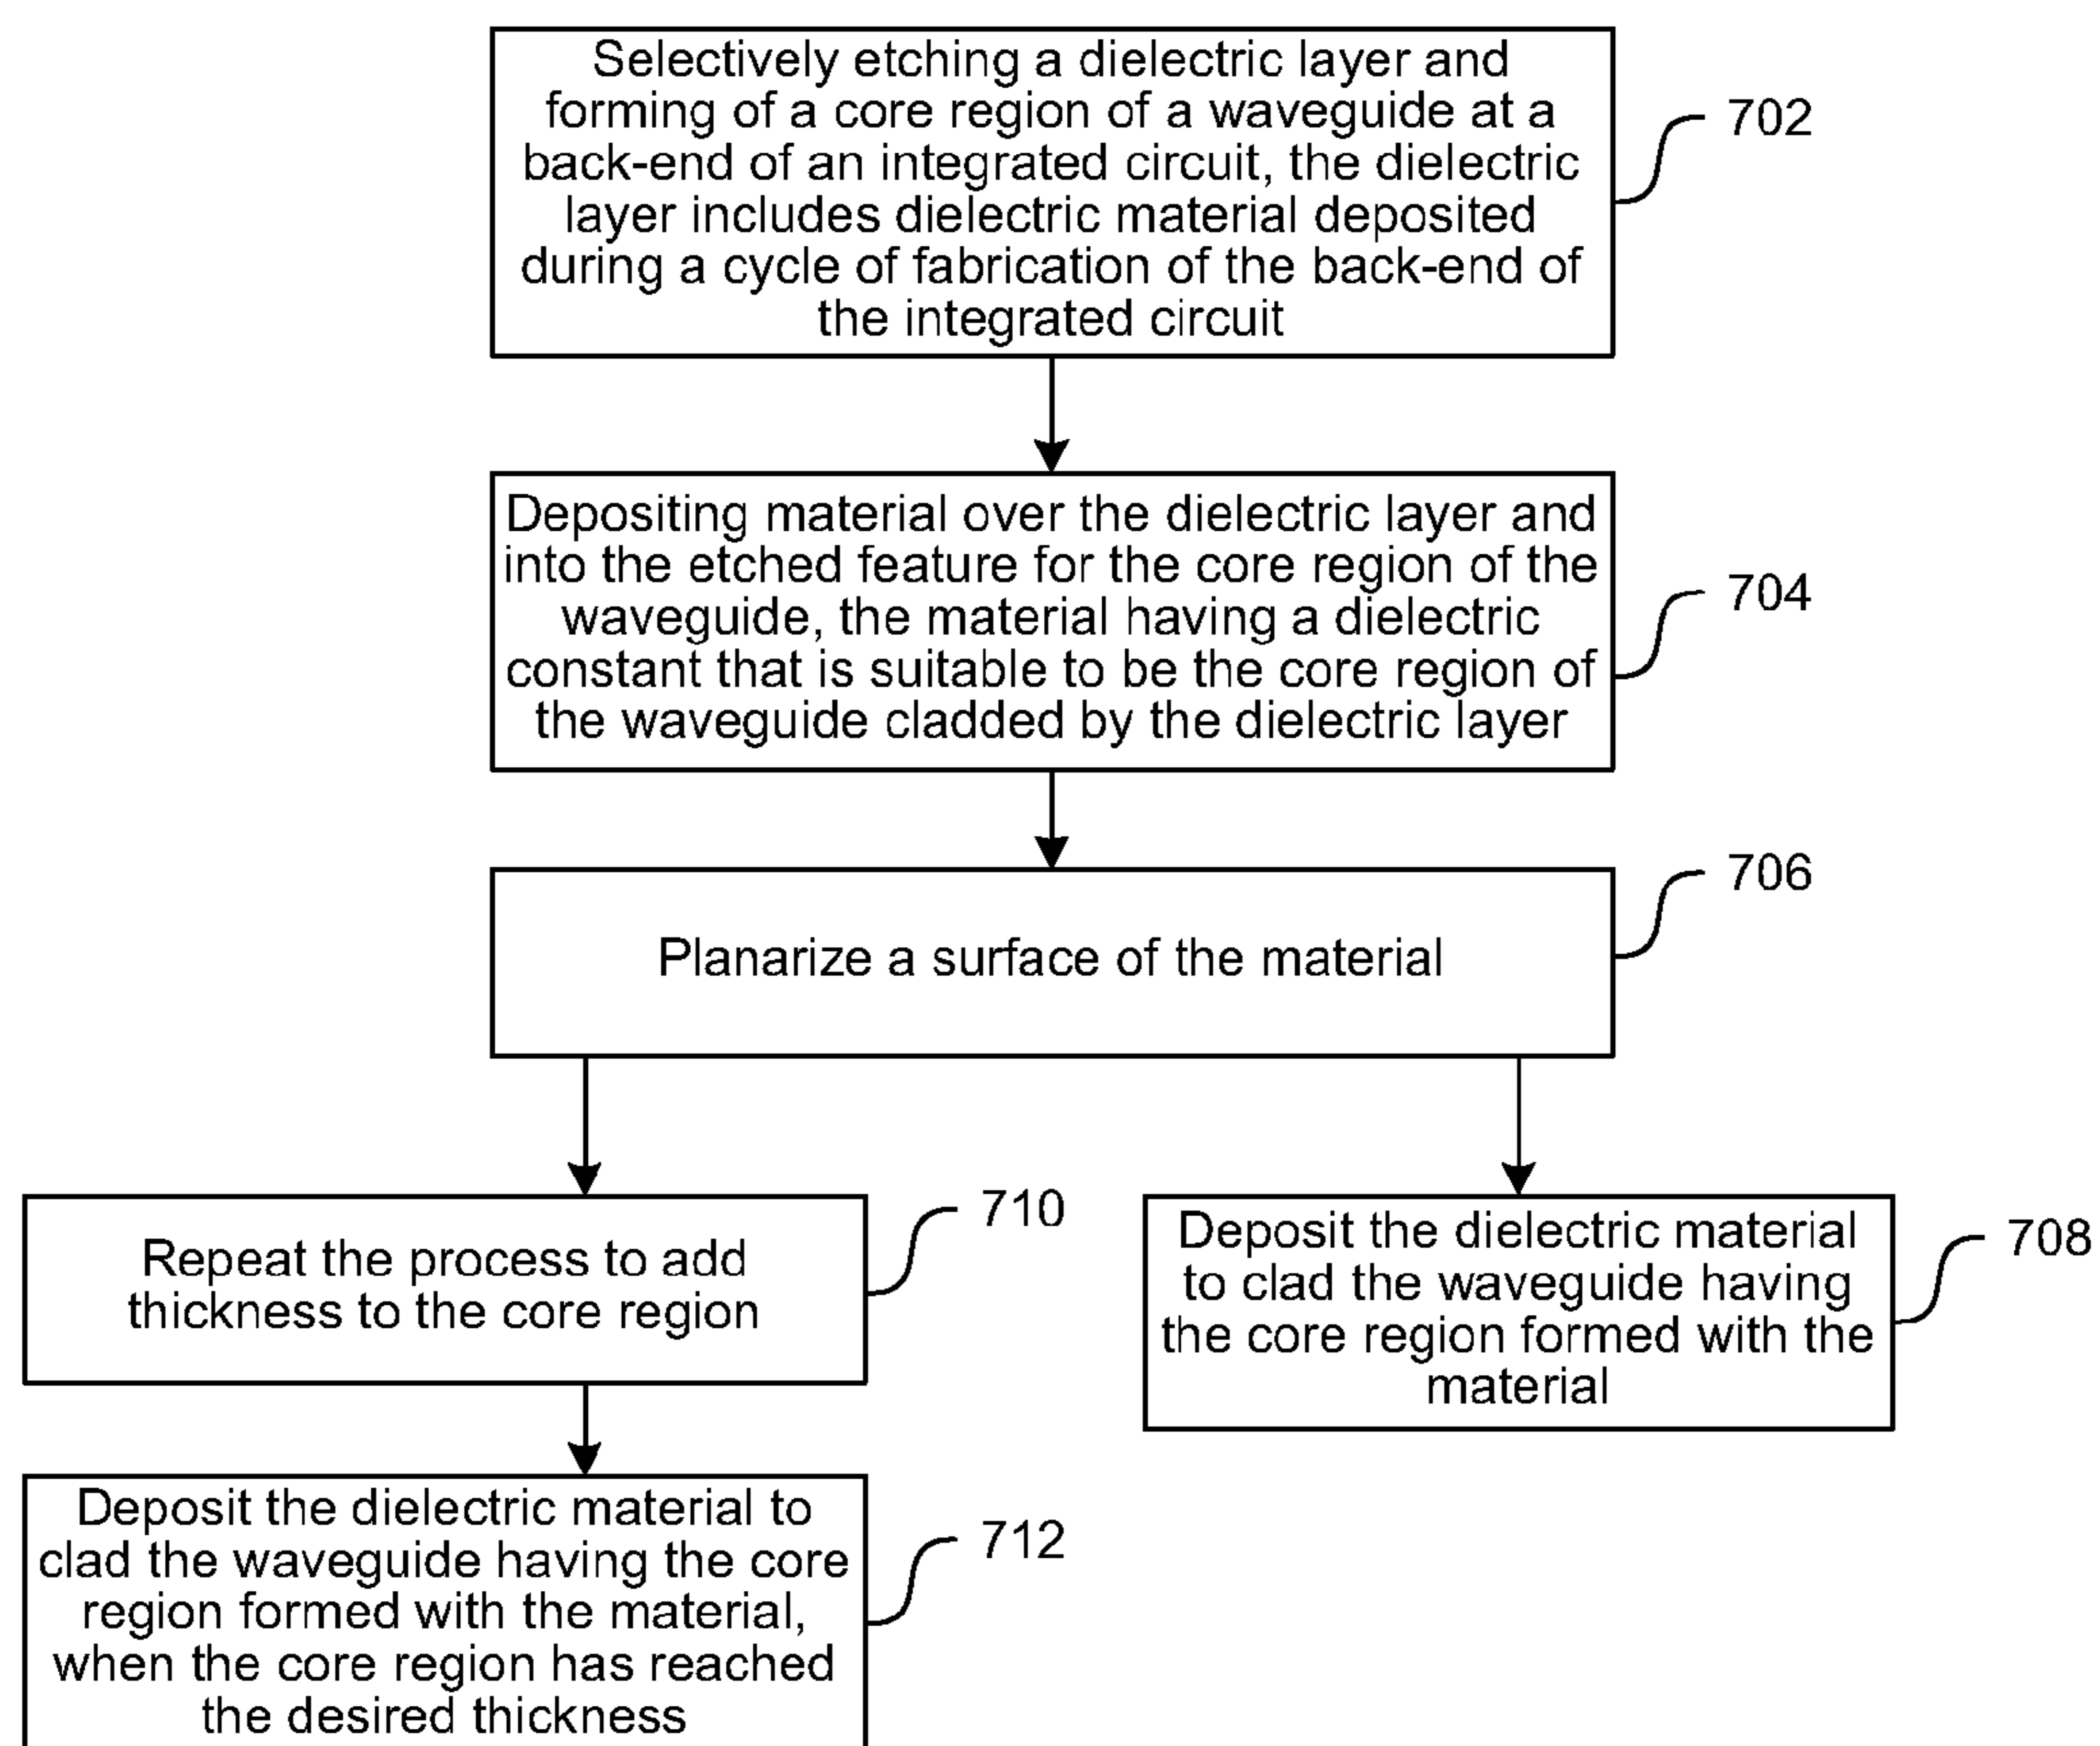 Selectively etching a dielectric layer and
forming of a core region of a waveguide at a
back-end of an integrated circuit, the dielectric
layer includes dielectric material deposited
during a cycle of fabrication of the back-end of
the integrated circuit
702
Depositing material over the dielectric layer and
into the etched feature for the core region of the
waveguide, the material having a dielectric
constant that is suitable to be the core region of
the waveguide cladded by the dielectric layer
704
Planarize a surface of the material
706
Repeat the process to add
thickness to the core region
710
Deposit the dielectric material
to clad the waveguide having
the core region formed with the
material
708
Deposit the dielectric material to
clad the waveguide having the core
region formed with the material,
when the core region has reached
the desired thickness
712